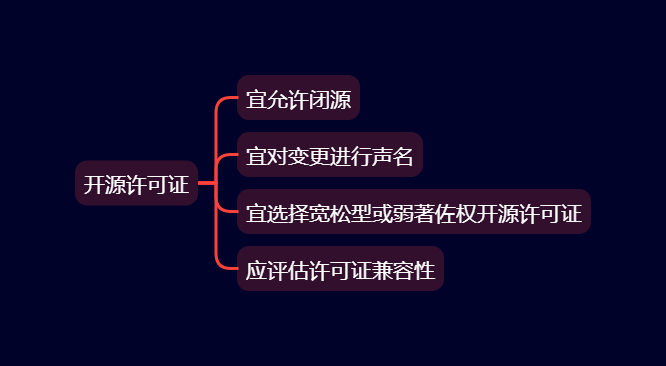 宜允许闭源
宜对变更进行声名
开源许可证
宜选择宽松型或弱著佐权开源许可证
应评估许可证兼容性